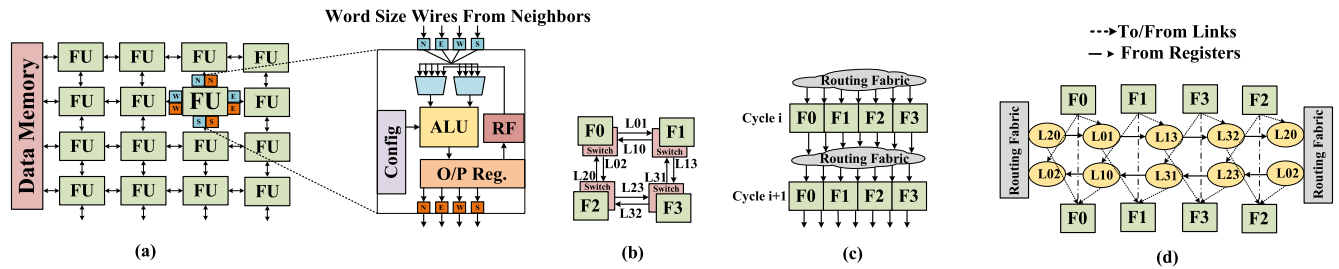 Word Size Wires From Neighbors
Data Memory
FU FU FU FU
FU FU FU FU
FU FU FU FU
FU FU FU FU
N N
W E
W E
S S
N E W S
Config
ALU
RF
O/P Reg.
N E W S
(a)
F0 L01 F1
Switch L10 Switch
L20 L02 L31 L13
Switch L23 Switch
F2 L32 F3
(b)
Routing Fabric
Cycle i F0 F1 F2 F3
Routing Fabric
Cycle i+1 F0 F1 F2 F3
(c)
To/From Links
From Registers
F0 F1 F3 F2
Routing Fabric
L20 L01 L13 L32 L20
L02 L10 L31 L23 L02
Routing Fabric
F0 F1 F3 F2
(d)